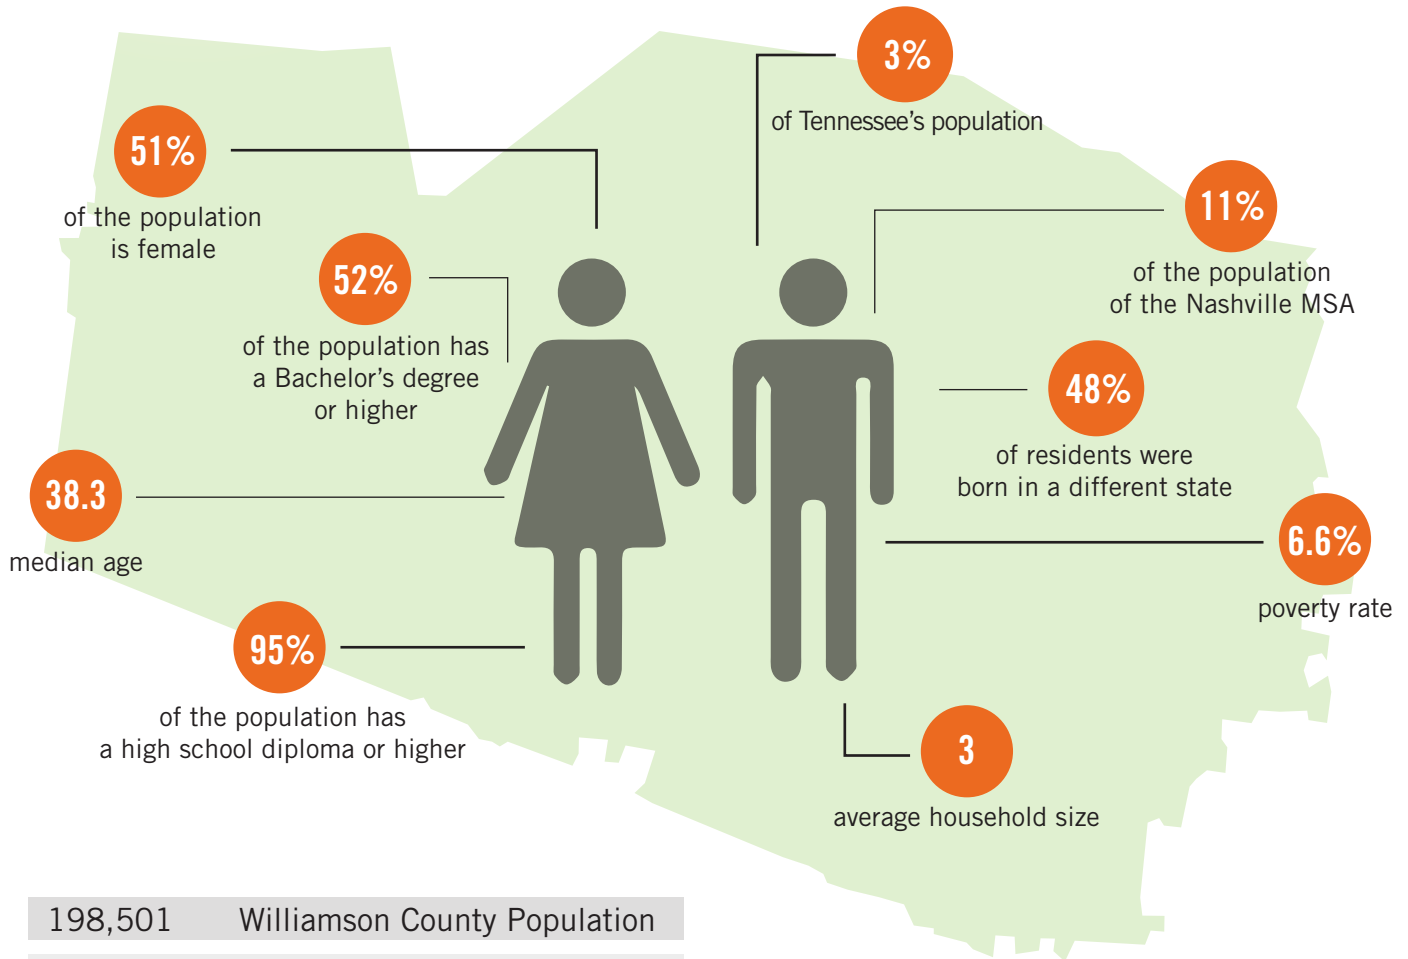 3%
of Tennessee's population
51%
of the population
is female
11%
of the population
of the Nashville MSA
52%
of the population has
a Bachelor's degree
or higher
48%
of residents were
born in a different state
38.3
median age
6.6%
poverty rate
95%
of the population has
a high school diploma or higher
3
average household size
198,501 Williamson County Population